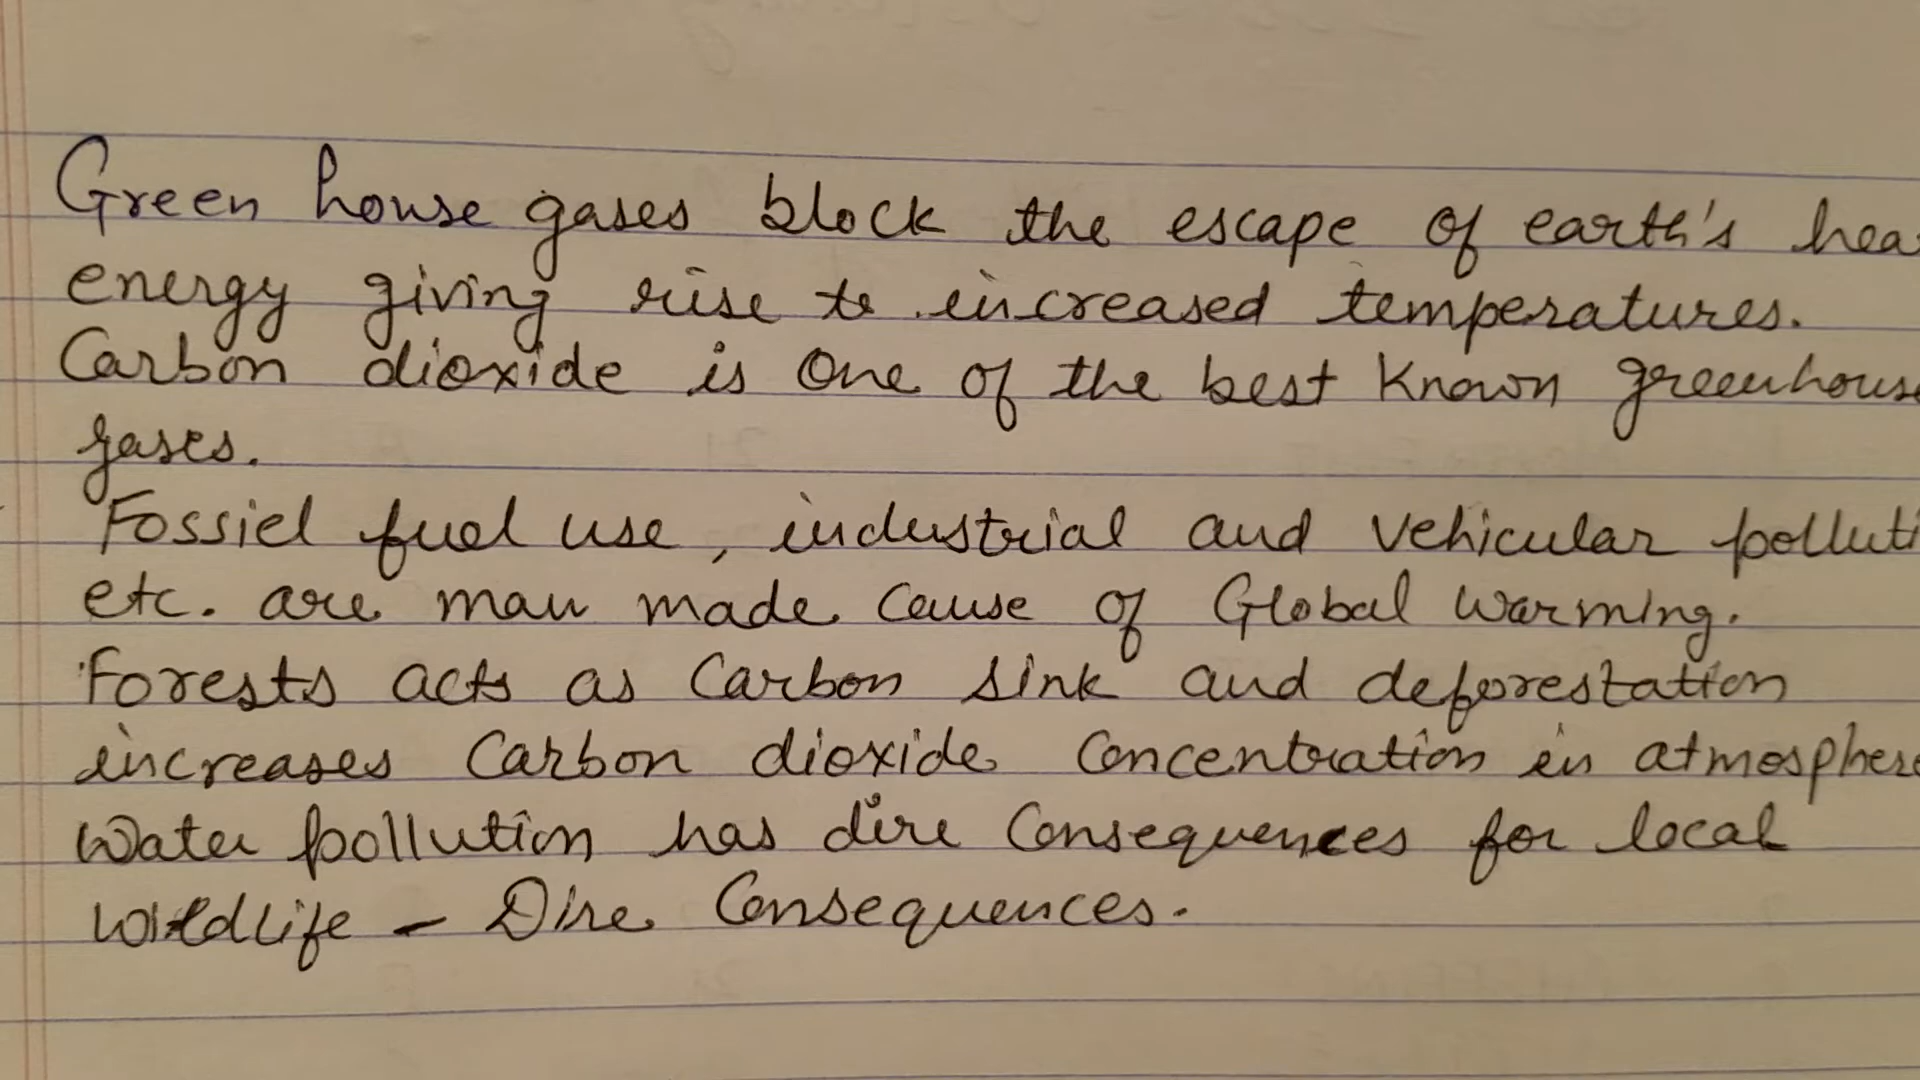 Green house gases block the escape of earth's hea
energy giving rise to increased temperatures.
Carbon dioxide is One of the best Known greenhouse
gases.
Fossiel fuel use, industrial and Vehicular polluti
etc. are man made Cause of Global Warming.
Forests acts as Carbon Sink and deforestation
increases Carbon dioxide Concentration in atmosphere
Water pollution has dire Consequences for local
Wildlife - Dire Consequences.